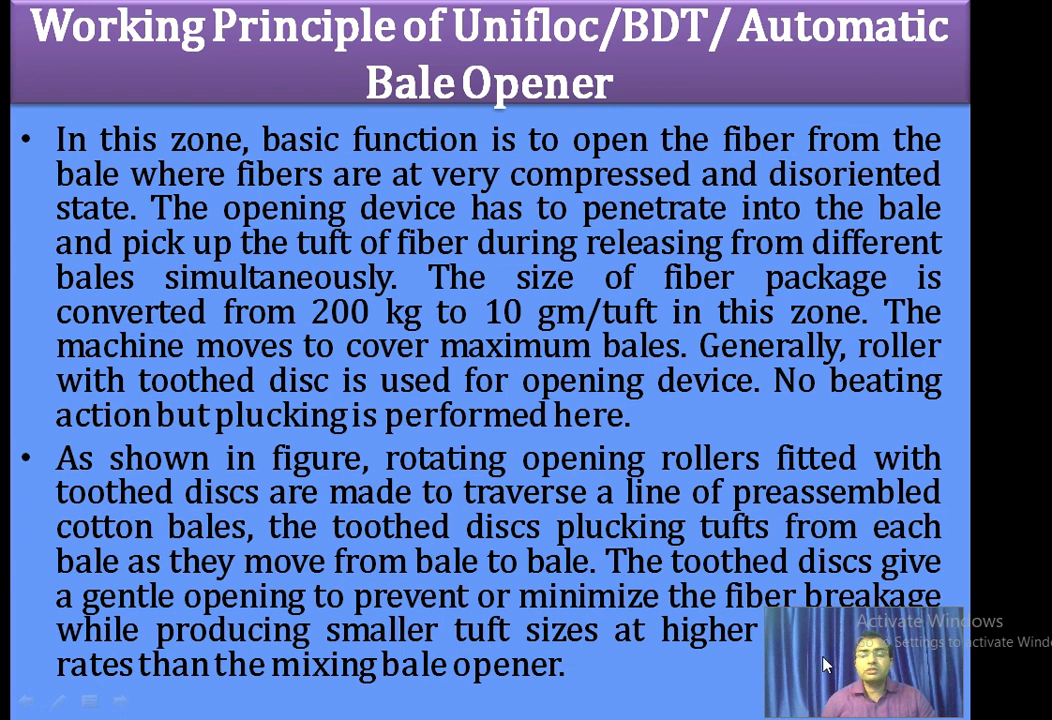 Working Principle of Unifloc/BDT/ Automatic
Bale Opener
• In this zone, basic function is to open the fiber from the
bale where fibers are at very compressed and disoriented
state. The opening device has to penetrate into the bale
and pick up the tuft of fiber during releasing from different
bales simultaneously. The size of fiber package is
converted from 200 kg to 10 gm/tuft in this zone. The
machine moves to cover maximum bales. Generally, roller
with toothed disc is used for opening device. No beating
action but plucking is performed here.
• As shown in figure, rotating opening rollers fitted with
toothed discs are made to traverse a line of preassembled
cotton bales, the toothed discs plucking tufts from each
bale as they move from bale to bale. The toothed discs give
a gentle opening to prevent or minimize the fiber breakage
while producing smaller tuft sizes at higher
rates than the mixing bale opener.
Activate Windows
Go to Settings to activate Windo